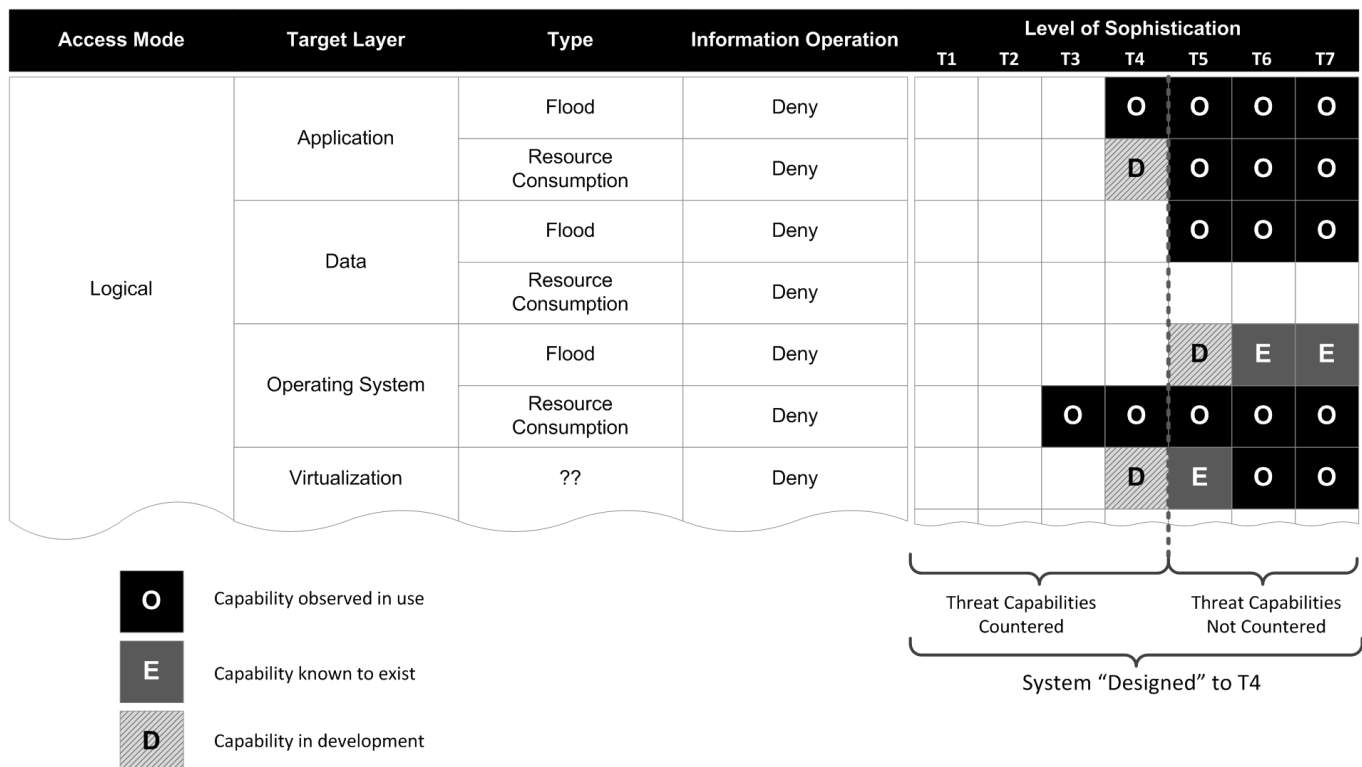 Access Mode Target Layer Type Information Operation Level of Sophistication
T1 T2 T3 T4 T5 T6 T7
Logical
Application
Flood Deny O O O O
Resource
Consumption Deny D O O O
Data
Flood Deny O O O
Resource
Consumption Deny
Operating System
Flood Deny D E E
Resource
Consumption Deny O O O O O
Virtualization ?? Deny D E O O
O Capability observed in use
E Capability known to exist
D Capability in development
Threat Capabilities
Countered
Threat Capabilities
Not Countered
System “Designed” to T4